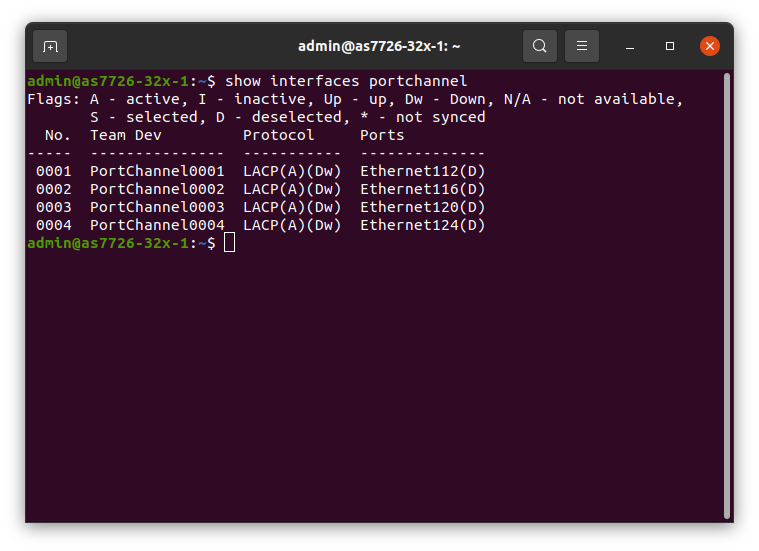 admin@as7726-32x-1: ~
admin@as7726-32x-1:~$ show interfaces portchannel
Flags: A - active, I - inactive, Up - up, Dw - Down, N/A - not available,
       S - selected, D - deselected, * - not synced
  No.  Team Dev         Protocol     Ports
-----  ---------------  -----------  --------------
 0001  PortChannel0001  LACP(A)(Dw)  Ethernet112(D)
 0002  PortChannel0002  LACP(A)(Dw)  Ethernet116(D)
 0003  PortChannel0003  LACP(A)(Dw)  Ethernet120(D)
 0004  PortChannel0004  LACP(A)(Dw)  Ethernet124(D)
admin@as7726-32x-1:~$